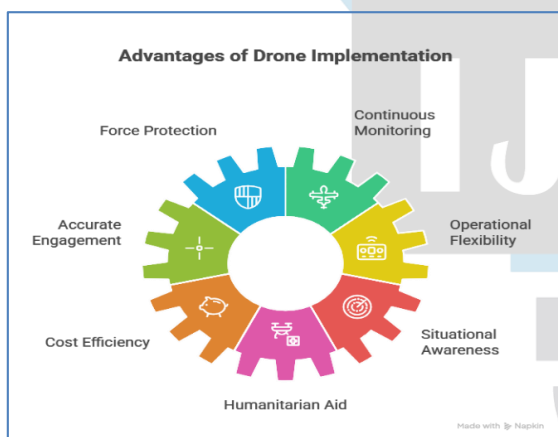 Advantages of Drone Implementation
Force Protection
Continuous
Monitoring
Accurate
Engagement
Operational
Flexibility
Cost Efficiency
Situational
Awareness
Humanitarian Aid
Made with Napkin
IJ